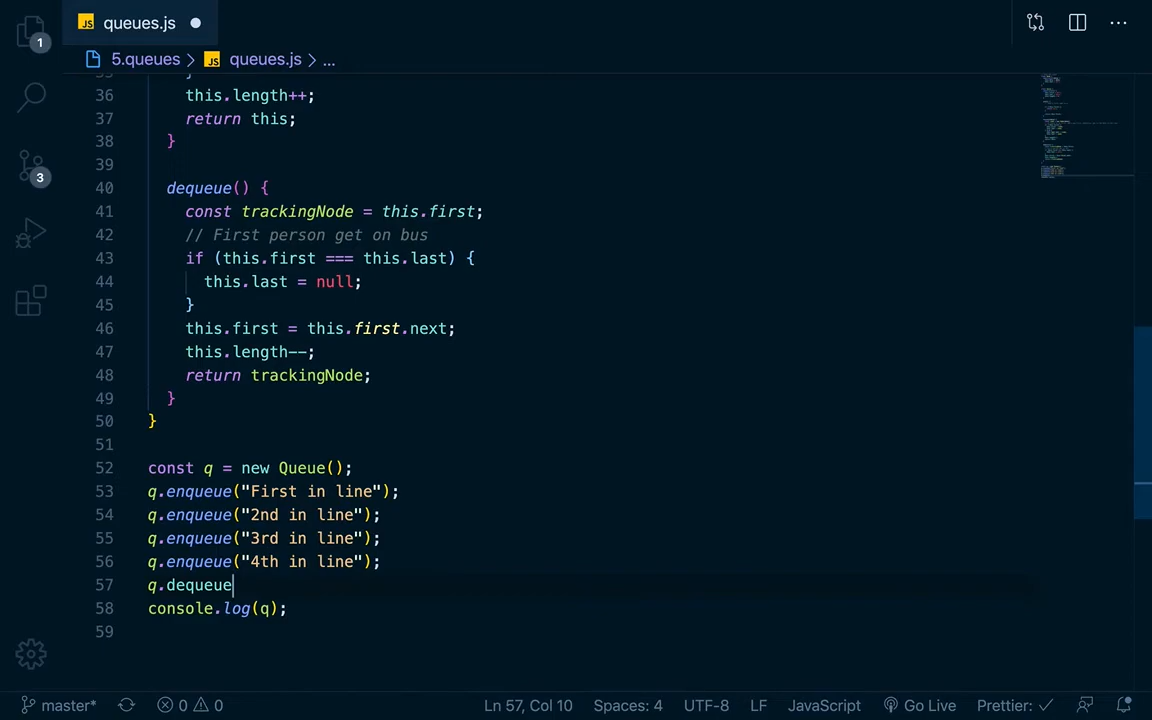 JS queues.js
1
5.queues > JS queues.js > ...
36 this.length++;
37 return this;
38 }
39
40 dequeue() {
41 const trackingNode = this.first;
42 // First person get on bus
43 if (this.first === this.last) {
44 this.last = null;
45 }
46 this.first = this.first.next;
47 this.length--;
48 return trackingNode;
49 }
50 }
51
52 const q = new Queue();
53 q.enqueue("First in line");
54 q.enqueue("2nd in line");
55 q.enqueue("3rd in line");
56 q.enqueue("4th in line");
57 q.dequeue
58 console.log(q);
59
3
master* 0 0 Ln 57, Col 10 Spaces: 4 UTF-8 LF JavaScript Go Live Prettier: ✓